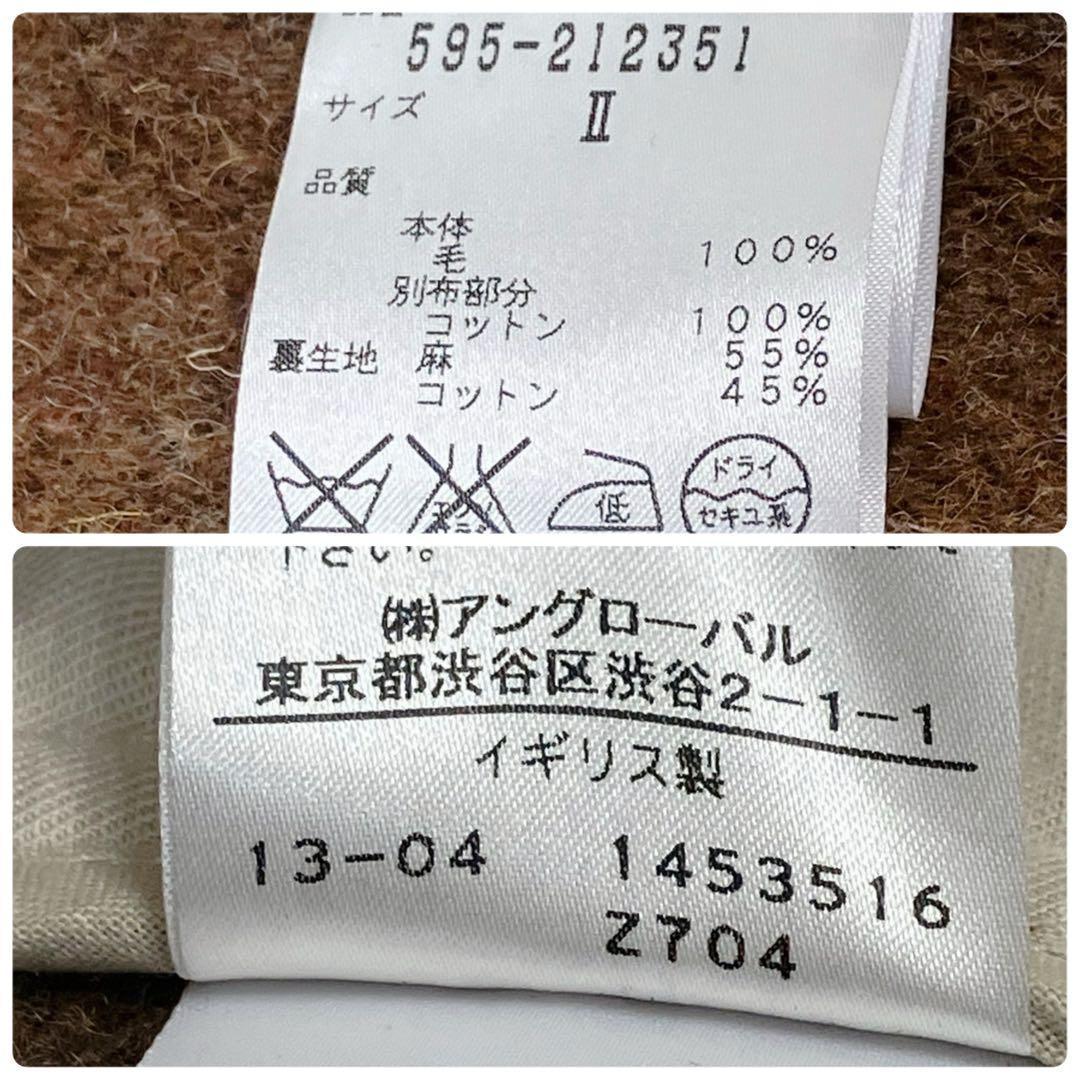 595-212351
サイズ II
品質
本体
毛 100%
別布部分
コットン 100%
裏生地 麻 55%
コットン 45%
低
ドライ
セキユ系
下さい。
㈱アングローバル
東京都渋谷区渋谷2-1-1
イギリス製
13-04 1453516
Z704